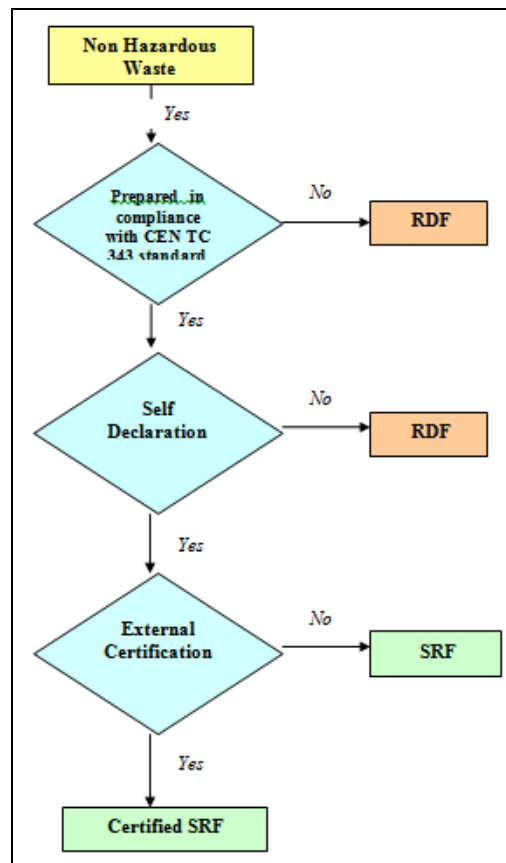 Non Hazardous
Waste
Yes
Prepared in
compliance
with CEN TC
343 standard
No
RDF
Yes
Self
Declaration
No
RDF
Yes
External
Certification
No
SRF
Yes
Certified SRF